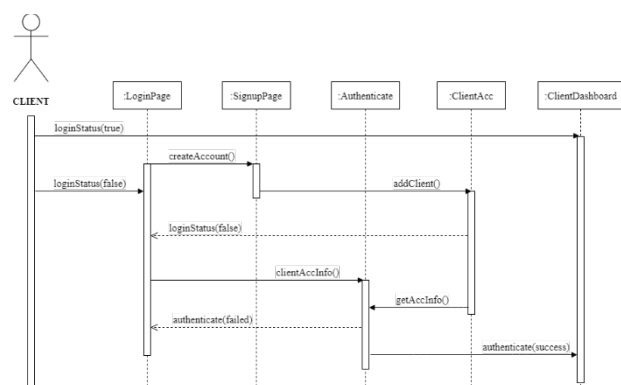 :LoginPage
:SignupPage
:Authenticate
:ClientAcc
:ClientDashboard
CLIENT
loginStatus(true)
createAccount()
loginStatus(false)
addClient()
loginStatus(false)
clientAccInfo()
getAccInfo()
authenticate(failed)
authenticate(success)